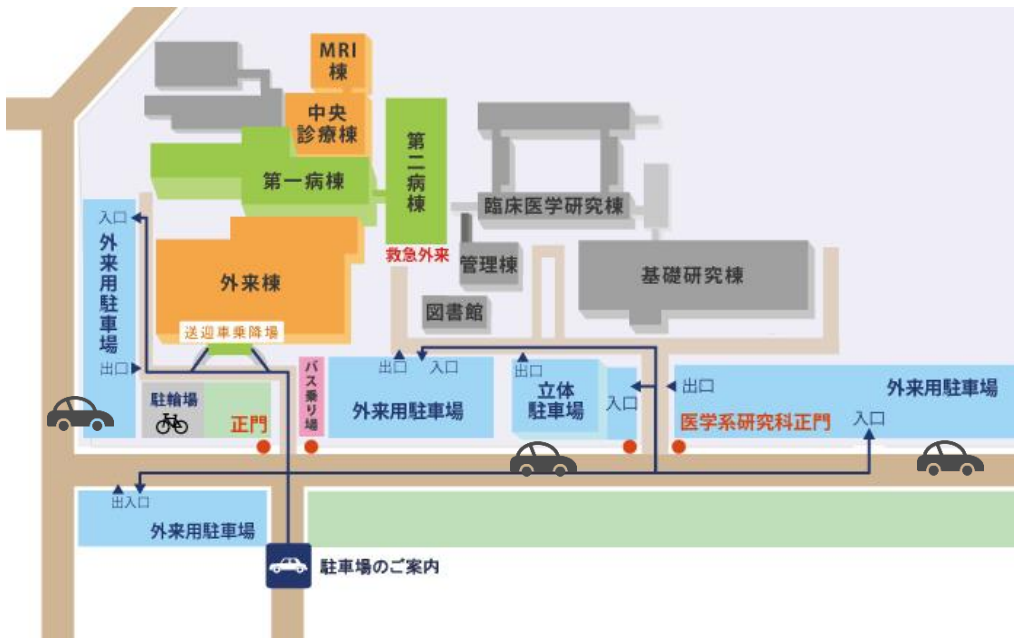 MRI
棟
中央
診療棟
第二病棟
第一病棟
臨床医学研究棟
入口
外来用駐車場
外来棟
救急外来
管理棟
基礎研究棟
図書館
送迎車乗降場
出口
バス乗り場
出口
入口
出口
立体
駐車場
入口
出口
外来用駐車場
駐輪場
正門
外来用駐車場
医学系研究科正門
入口
出入口
外来用駐車場
駐車場のご案内